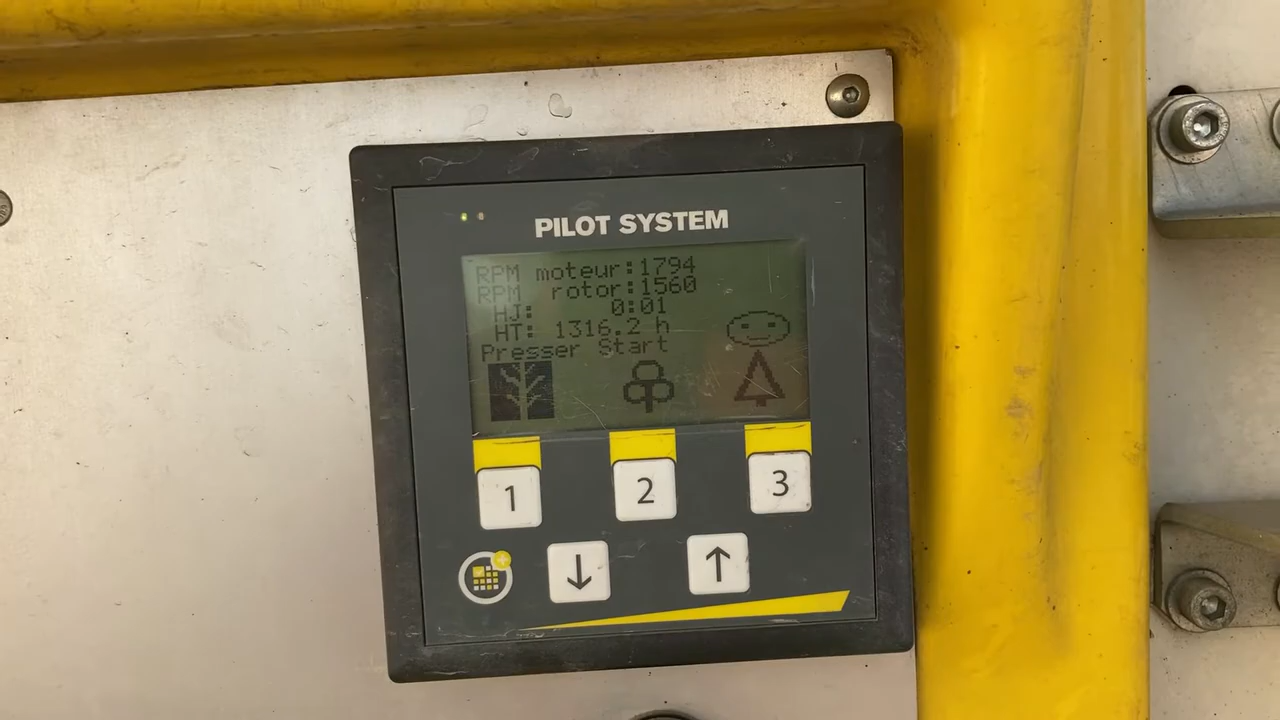 PILOT SYSTEM
RPM moteur:1794
RPM rotor:1560
HJ: 0:01
HT: 1316.2 h
Presser Start
1 2 3
↓ ↑